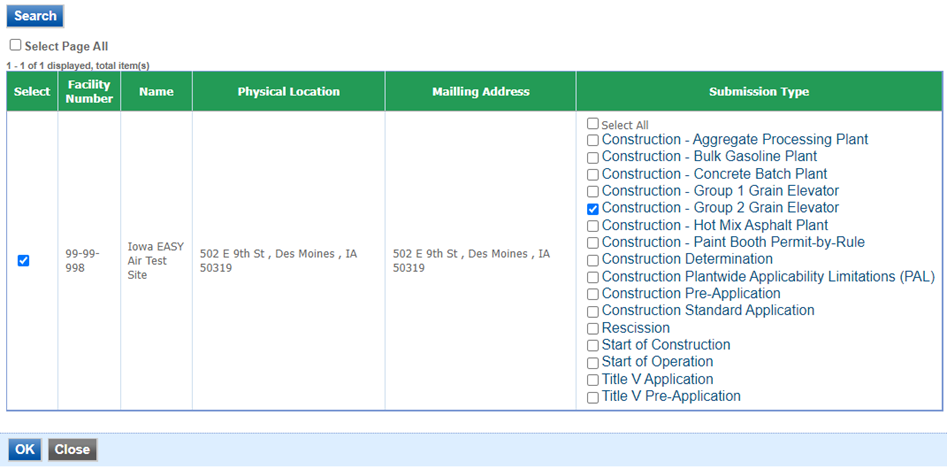 Search
Select Page All
1 - 1 of 1 displayed, total item(s)
Select
Facility
Number
Name
Physical Location
Mailling Address
Submission Type
99-99-
998
Iowa EASY
Air Test
Site
502 E 9th St , Des Moines , IA
50319
502 E 9th St , Des Moines , IA
50319
Select All
Construction - Aggregate Processing Plant
Construction - Bulk Gasoline Plant
Construction - Concrete Batch Plant
Construction - Group 1 Grain Elevator
Construction - Group 2 Grain Elevator
Construction - Hot Mix Asphalt Plant
Construction - Paint Booth Permit-by-Rule
Construction Determination
Construction Plantwide Applicability Limitations (PAL)
Construction Pre-Application
Construction Standard Application
Rescission
Start of Construction
Start of Operation
Title V Application
Title V Pre-Application
OK
Close